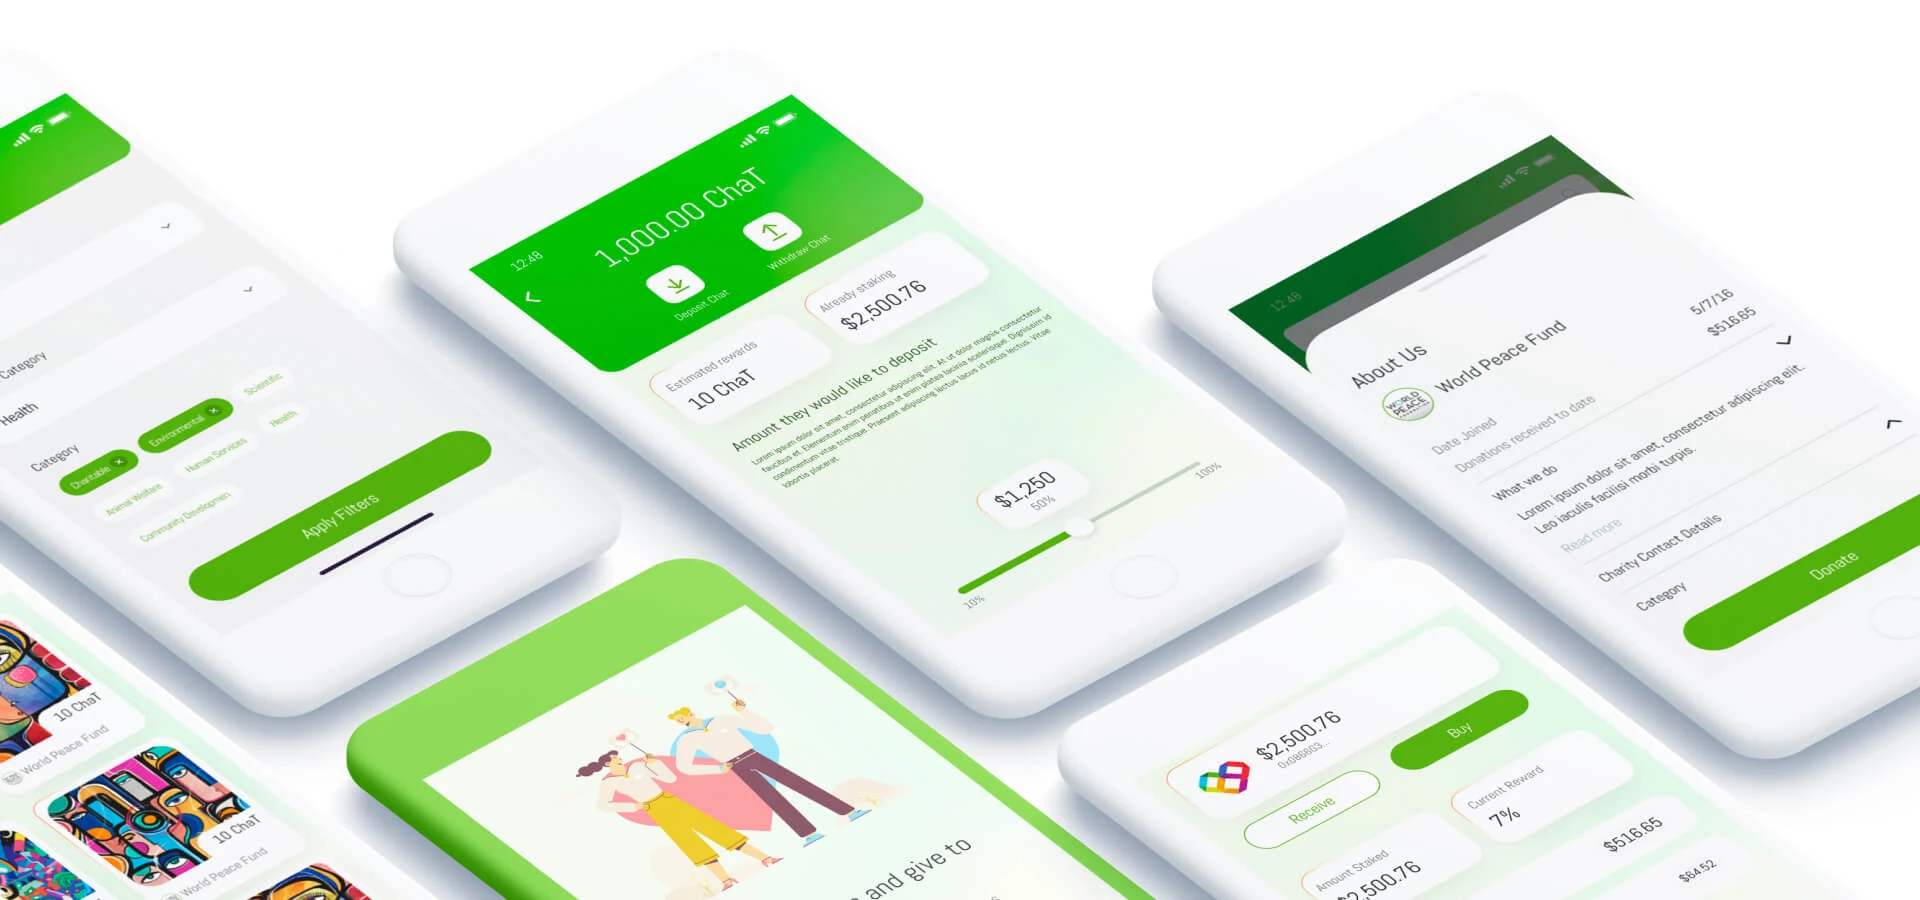 Category
Health
Category
Charitable
Environmental
Scientific
Animal Welfare
Human Services
Health
Community Developmen
Apply Filters
10 ChaT
World Peace Fund
10 ChaT
World Peace Fund
12:48
1,000.00 ChaT
Deposit Chat
Withdraw Chat
Estimated rewards
10 ChaT
Already staking
$2,500.76
Amount they would like to deposit
Lorem ipsum dolor sit amet, consectetur adipiscing elit. At ut dolor magnis consectetur
faucibus et. Elementum enim penatibus ut enim platea lacinia scelerisque. Dignissim id
condimentum vitae tristique. Praesent adipiscing lectus lacus id netus lectus. Vitae
lobortis placerat.
$1,250
50%
10%
100%
and give to
12:48
About Us
WORLD
PEACE
World Peace Fund
Date Joined
5/7/16
Donations received to date
$516.65
What we do
Lorem ipsum dolor sit amet, consectetur adipiscing elit.
Leo iaculis facilisi morbi turpis.
Read more
Charity Contact Details
Category
Donate
$2,500.76
0x086603...
Receive
Buy
Amount Staked
$2,500.76
Current Reward
7%
$516.65
$64.52